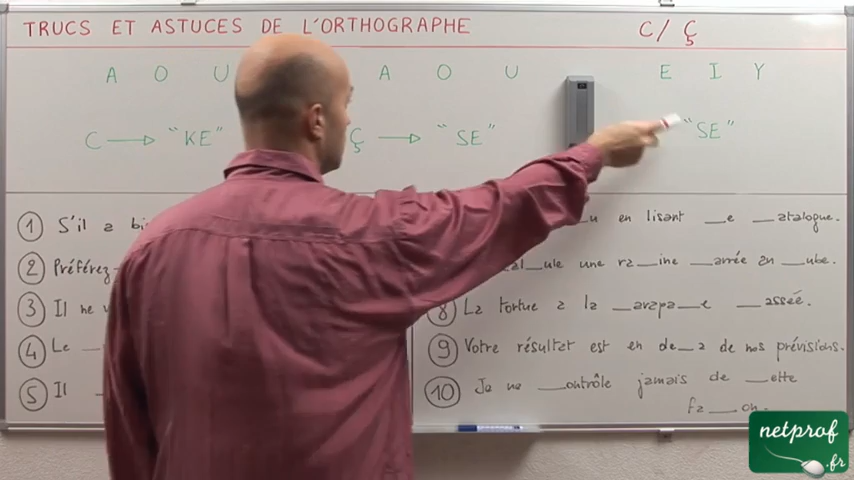 TRUCS ET ASTUCES DE L'ORTHOGRAPHE C/Ç
A O U A O U E I Y
C → "KE" Ç → "SE" "SE"
① S'il a
② Préférez
③ Il ne
④ Le
⑤ Il
en lisant __e __atalogue.
ule une ra__ine __arrée en __ube.
⑧ La tortue a la __arapa__e __assée.
⑨ Votre résultat est en de__a de nos prévisions.
⑩ Je ne __ontrôle jamais de __ette
fa__on.
netprof
.fr